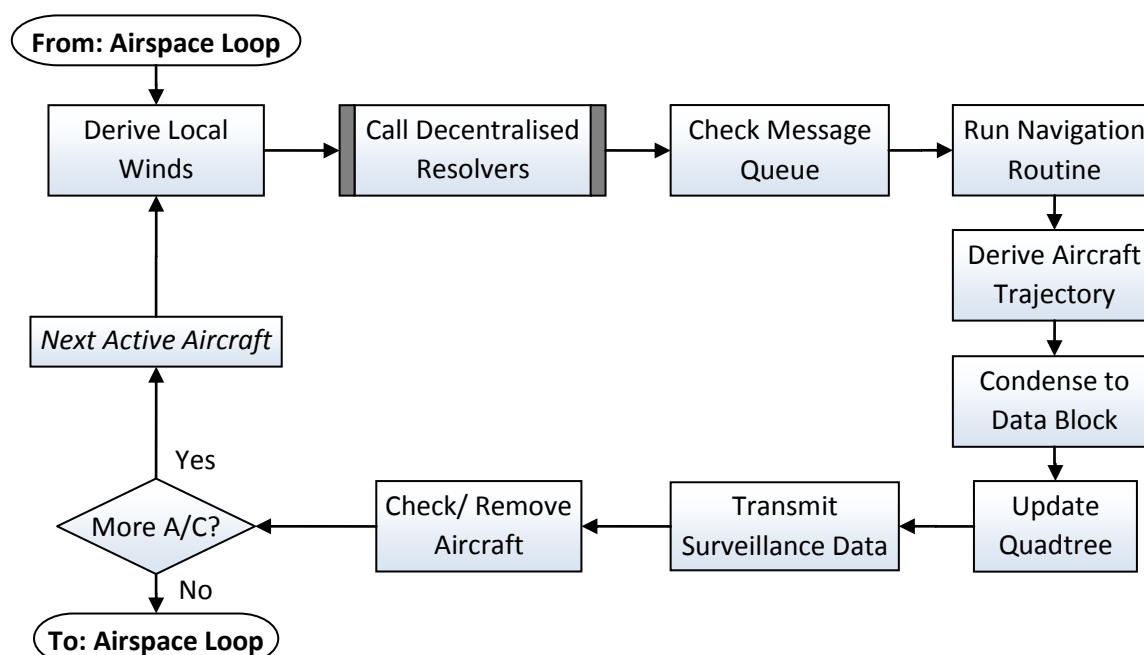 From: Airspace Loop
Derive Local
Winds
Call Decentralised
Resolvers
Check Message
Queue
Run Navigation
Routine
Derive Aircraft
Trajectory
Condense to
Data Block
Update
Quadtree
Transmit
Surveillance Data
Check/ Remove
Aircraft
More A/C?
Yes
Next Active Aircraft
No
To: Airspace Loop